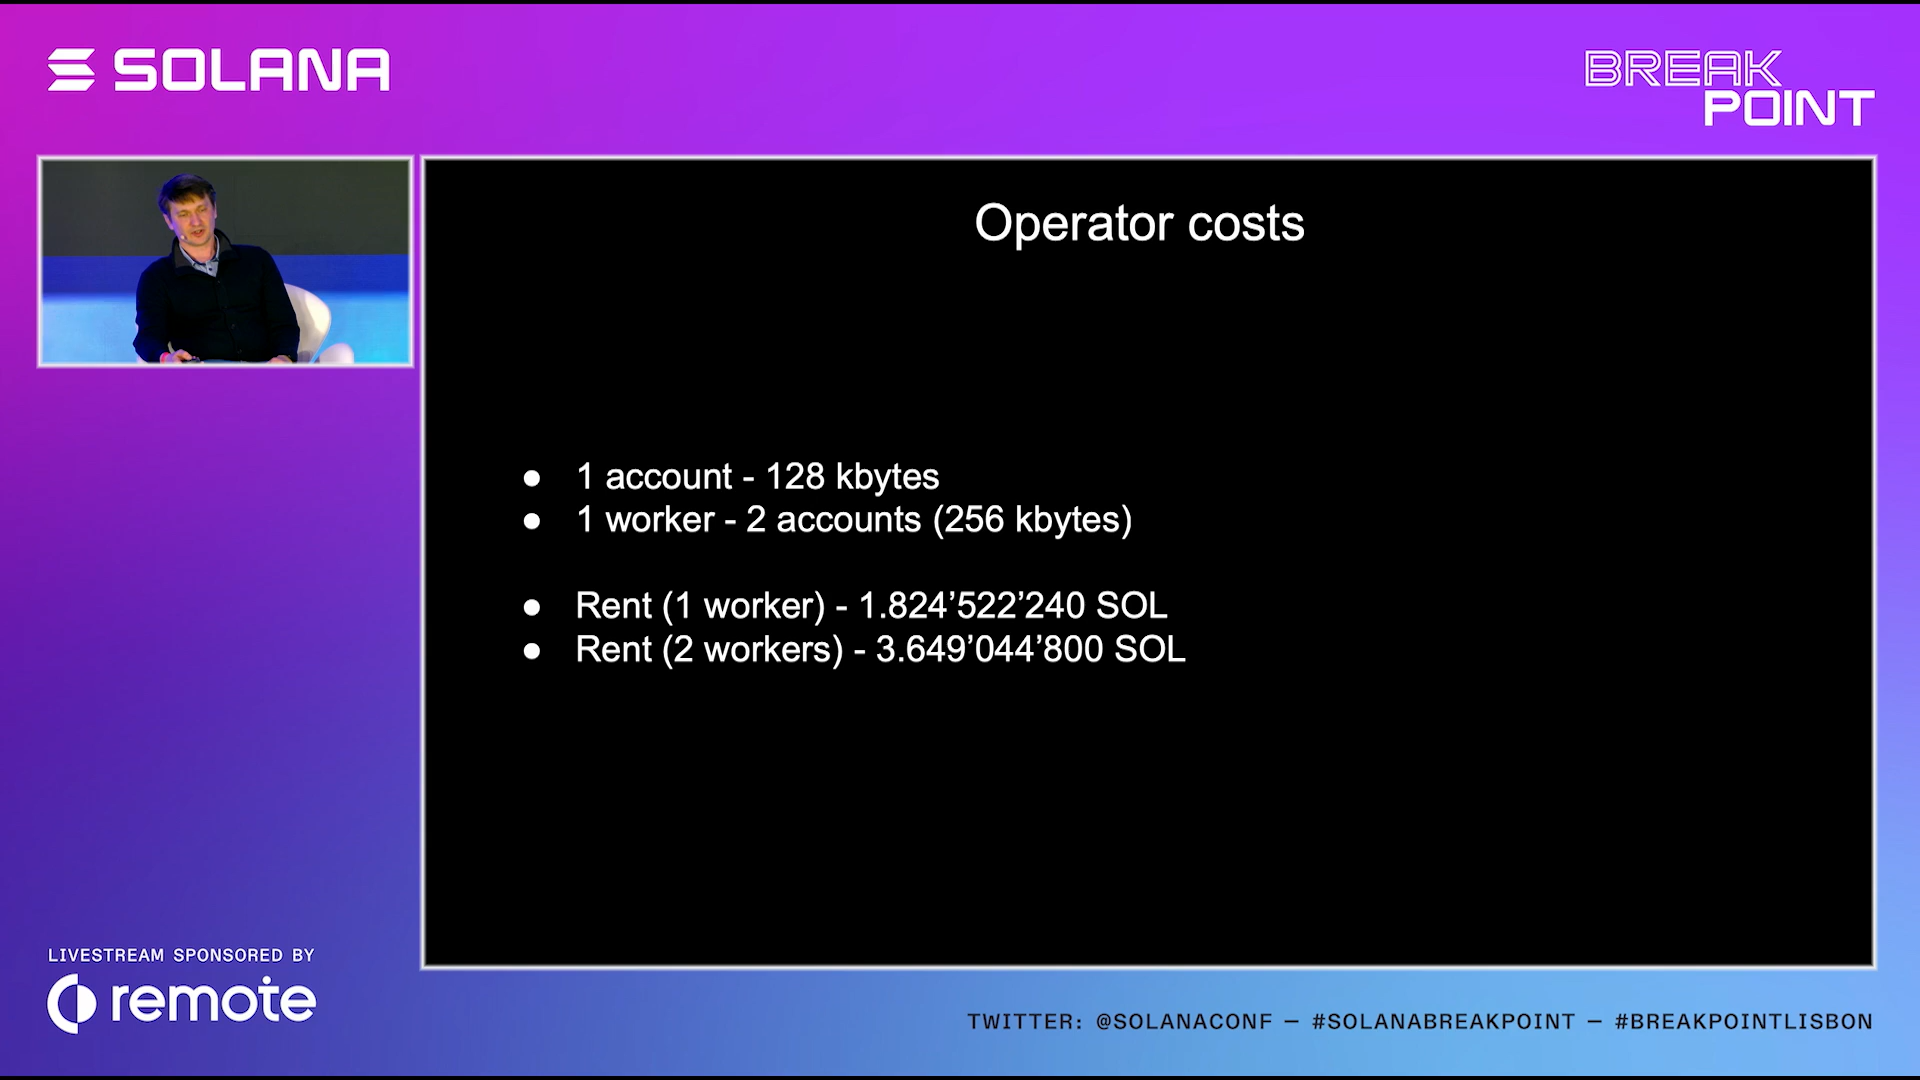 SOLANA
BREAK
POINT
Operator costs
● 1 account - 128 kbytes
● 1 worker - 2 accounts (256 kbytes)
● Rent (1 worker) - 1.824’522’240 SOL
● Rent (2 workers) - 3.649’044’800 SOL
LIVESTREAM SPONSORED BY
remote
TWITTER: @SOLANACONF — #SOLANABREAKPOINT — #BREAKPOINTLISBON